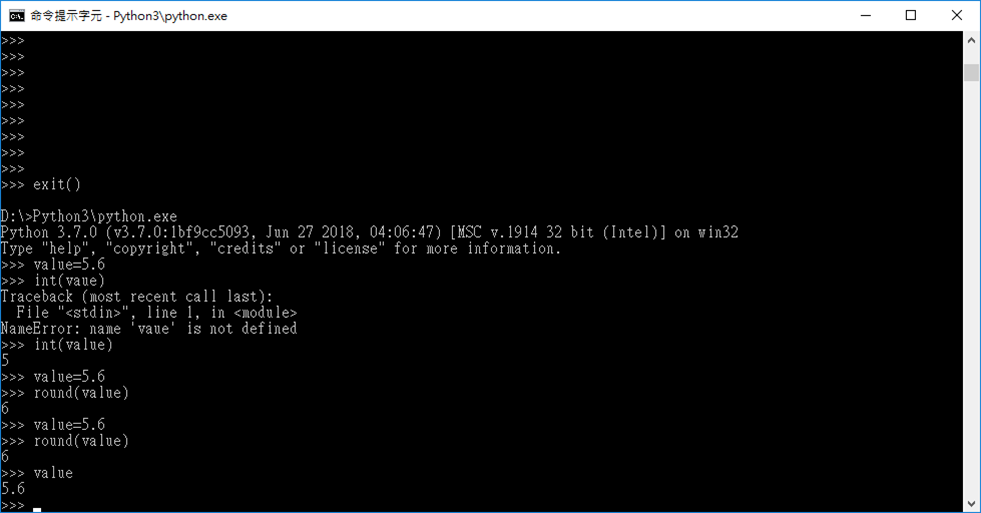 命令提示字元 - Python3\python.exe
>>>
>>>
>>>
>>>
>>>
>>>
>>>
>>>
>>>
>>> exit()
D:\>Python3\python.exe
Python 3.7.0 (v3.7.0:1bf9cc5093, Jun 27 2018, 04:06:47) [MSC v.1914 32 bit (Intel)] on win32
Type "help", "copyright", "credits" or "license" for more information.
>>> value=5.6
>>> int(vaue)
Traceback (most recent call last):
  File "<stdin>", line 1, in <module>
NameError: name 'vaue' is not defined
>>> int(value)
5
>>> value=5.6
>>> round(value)
6
>>> value=5.6
>>> round(value)
6
>>> value
5.6
>>>